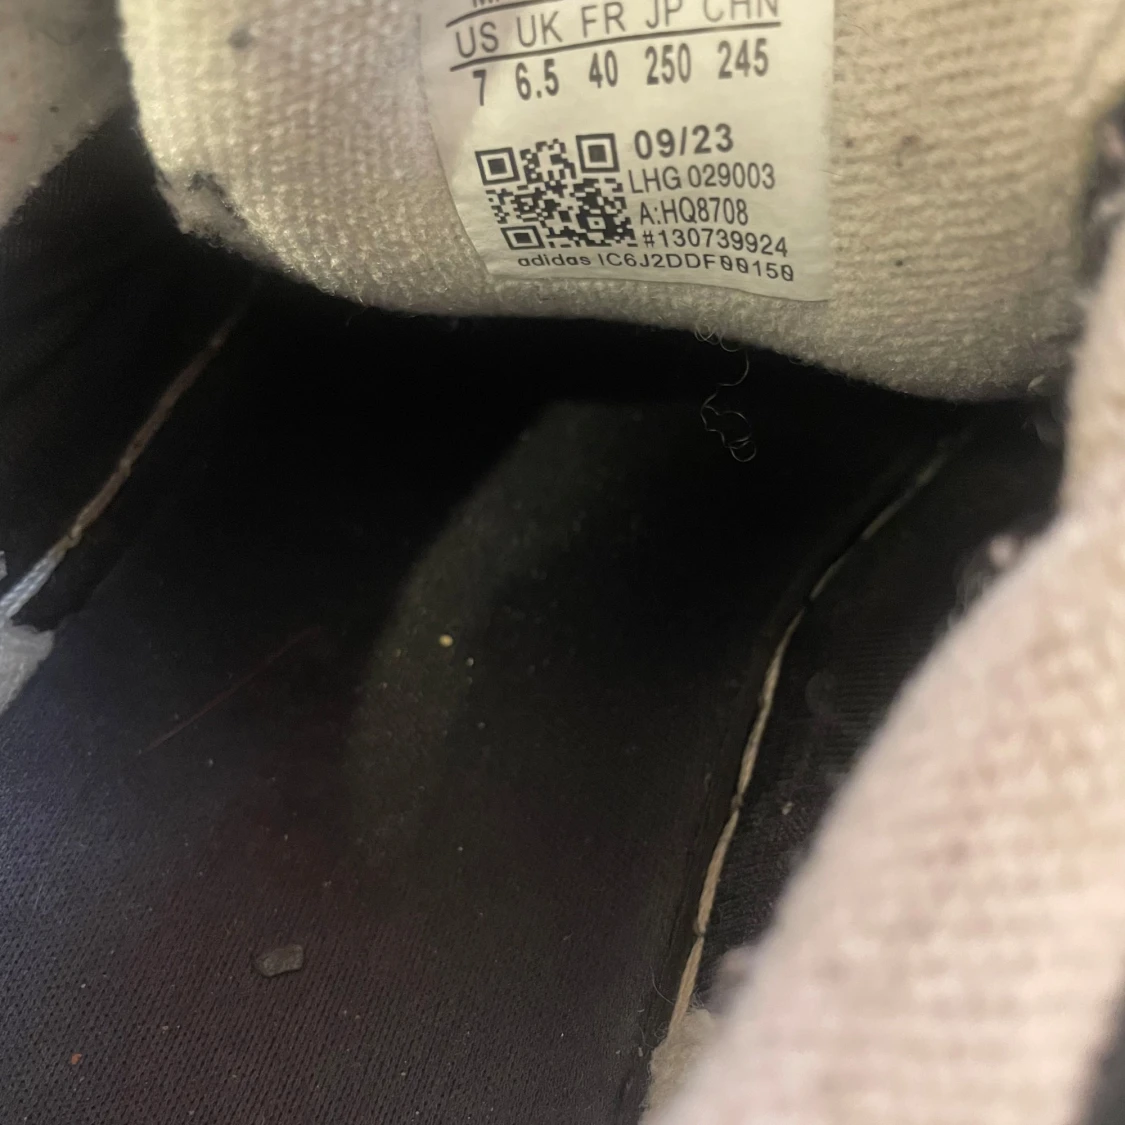 US UK FR JP CHN
7 6.5 40 250 245
09/23
LHG 029003
A:HQ8708
#130739924
adidas IC6J2DDF00150